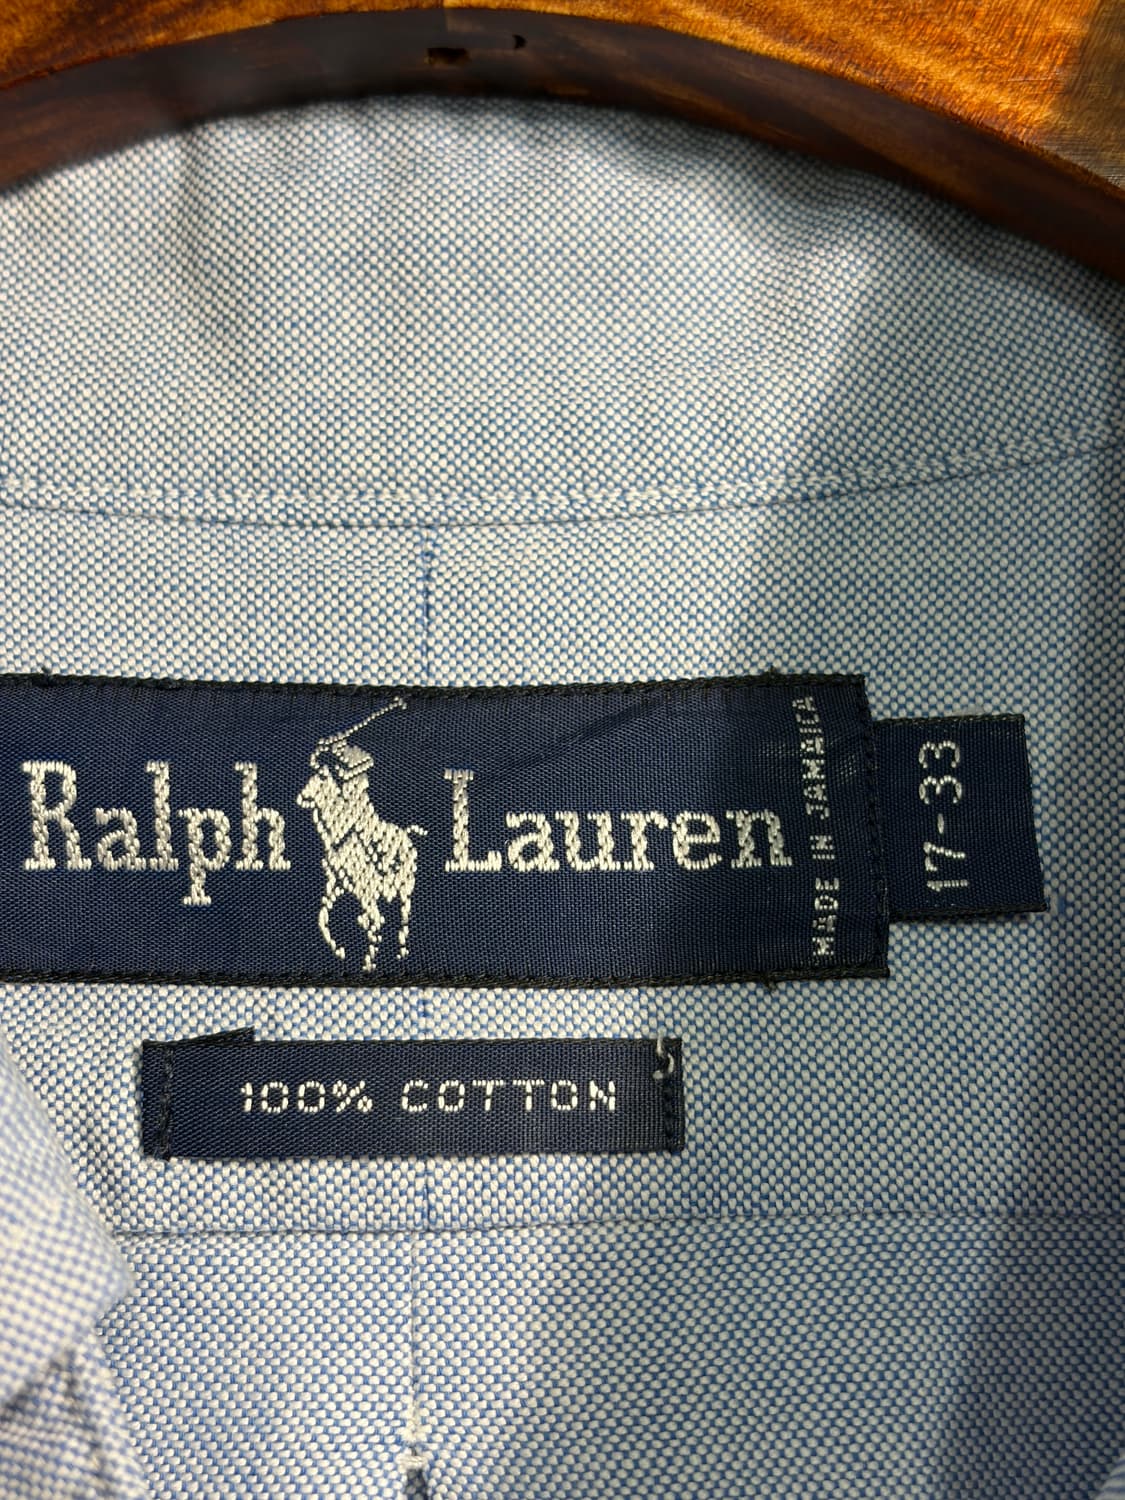 Ralph Lauren
MADE IN JAMAICA
17-33
100% COTTON